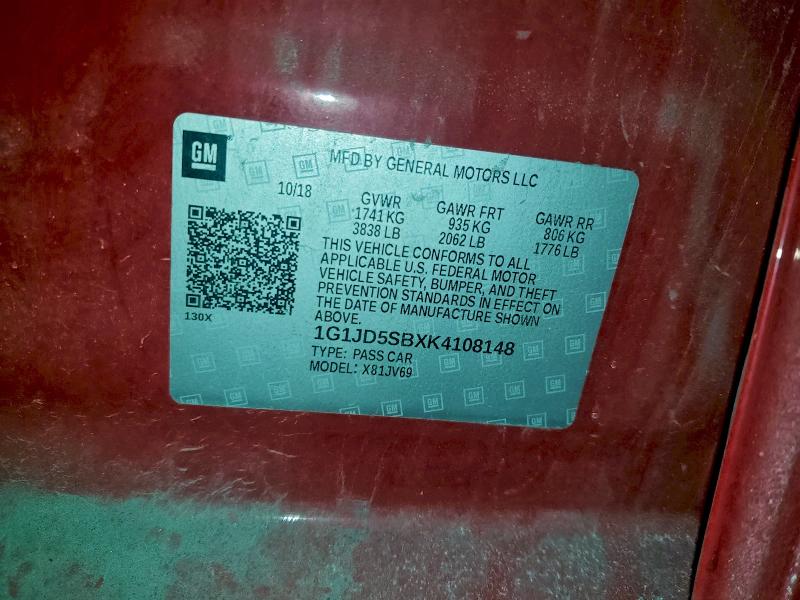 GM
MFD BY GENERAL MOTORS LLC
10/18
GVWR GAWR FRT GAWR RR
1741 KG 935 KG 806 KG
3838 LB 2062 LB 1776 LB
THIS VEHICLE CONFORMS TO ALL
APPLICABLE U.S. FEDERAL MOTOR
VEHICLE SAFETY, BUMPER, AND THEFT
PREVENTION STANDARDS IN EFFECT ON
THE DATE OF MANUFACTURE SHOWN
ABOVE.
130X
1G1JD5SBXK4108148
TYPE: PASS CAR
MODEL: X81JV69